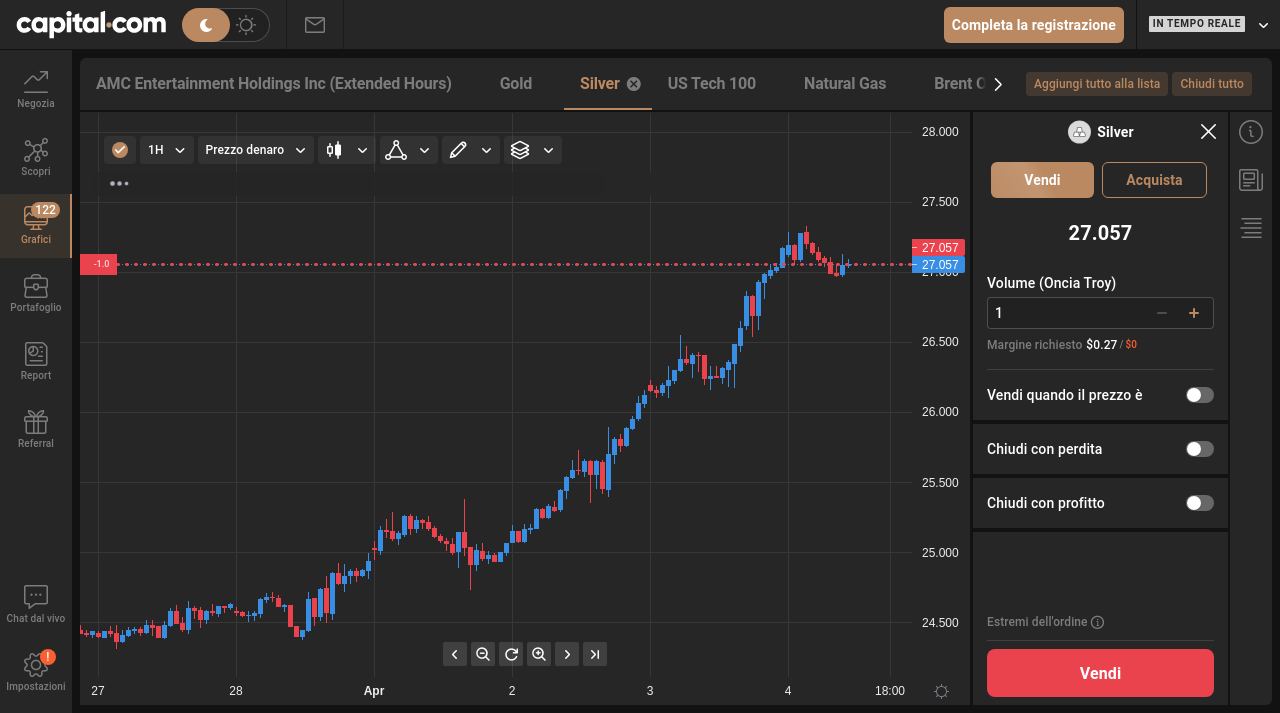 capital.com
Completa la registrazione
IN TEMPO REALE
AMC Entertainment Holdings Inc (Extended Hours)
Gold
Silver
US Tech 100
Natural Gas
Brent
Aggiungi tutto alla lista
Chiudi tutto
Negozia
Scopri
122
Grafici
Portafoglio
Report
Referral
Chat dal vivo
!
Impostazioni
1H
Prezzo denaro
-1.0
28.000
27.500
27.057
27.057
27.000
26.500
26.000
25.500
25.000
24.500
27
28
Apr
2
3
4
18:00
Silver
Vendi
Acquista
27.057
Volume (Oncia Troy)
1
Margine richiesto $0.27 / $0
Vendi quando il prezzo è
Chiudi con perdita
Chiudi con profitto
Estremi dell'ordine
Vendi